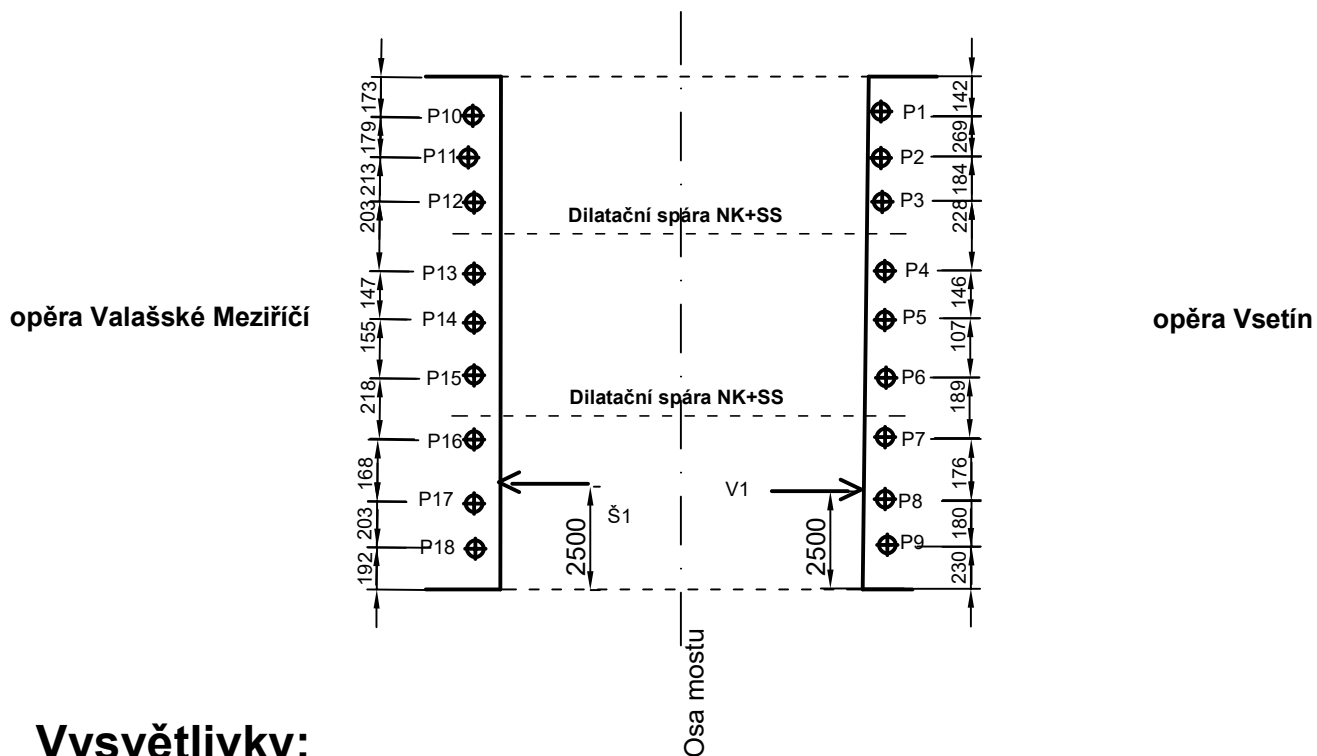 173
179
213
203
147
155
218
168
203
192
P10
P11
P12
P13
P14
P15
P16
P17
P18
opěra Valašské Meziříčí
Dilatační spára NK+SS
Dilatační spára NK+SS
Š1
2500
V1
2500
Osa mostu
P1
P2
P3
P4
P5
P6
P7
P8
P9
142
269
184
228
146
107
189
176
180
230
opěra Vsetín
Vysvětlivky: